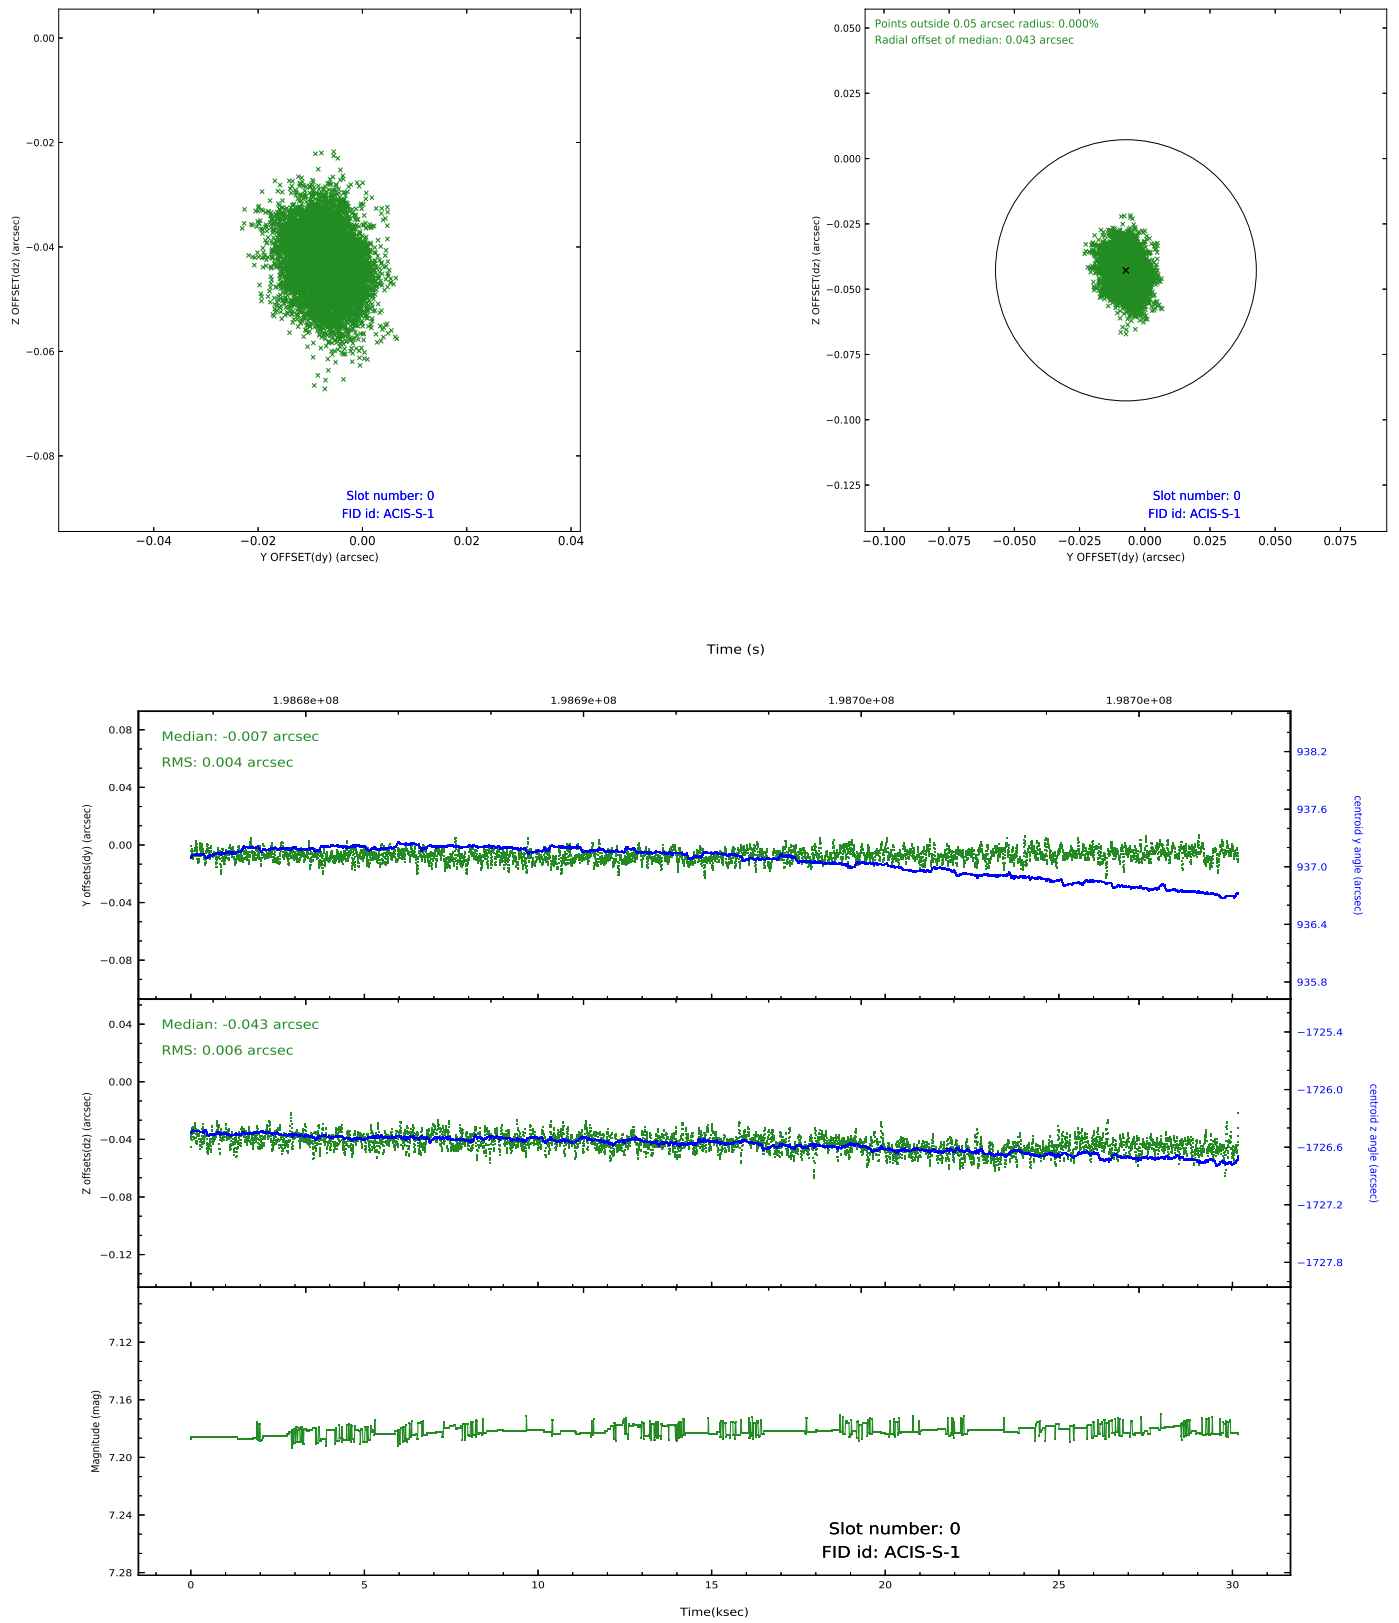 0.00
−0.02
−0.04
−0.06
−0.08
Z OFFSET(dz) (arcsec)
Slot number: 0
FID id: ACIS-S-1
−0.04
−0.02
0.00
0.02
0.04
Y OFFSET(dy) (arcsec)
Points outside 0.05 arcsec radius: 0.000%
Radial offset of median: 0.043 arcsec
0.050
0.025
0.000
−0.025
−0.050
−0.075
−0.100
−0.125
Z OFFSET(dz) (arcsec)
Slot number: 0
FID id: ACIS-S-1
−0.100
−0.075
−0.050
−0.025
0.000
0.025
0.050
0.075
Y OFFSET(dy) (arcsec)
Time (s)
1.9868e+08
1.9869e+08
1.9870e+08
1.9870e+08
Median: -0.007 arcsec
RMS: 0.004 arcsec
0.08
0.04
0.00
−0.04
−0.08
Y offsets(dy) (arcsec)
938.2
937.6
937.0
936.4
935.8
centroid y angle (arcsec)
Median: -0.043 arcsec
RMS: 0.006 arcsec
0.04
0.00
−0.04
−0.08
−0.12
Z offsets(dz) (arcsec)
−1725.4
−1726.0
−1726.6
−1727.2
−1727.8
centroid z angle (arcsec)
7.12
7.16
7.20
7.24
7.28
Magnitude (mag)
Slot number: 0
FID id: ACIS-S-1
0
5
10
15
20
25
30
Time(ksec)